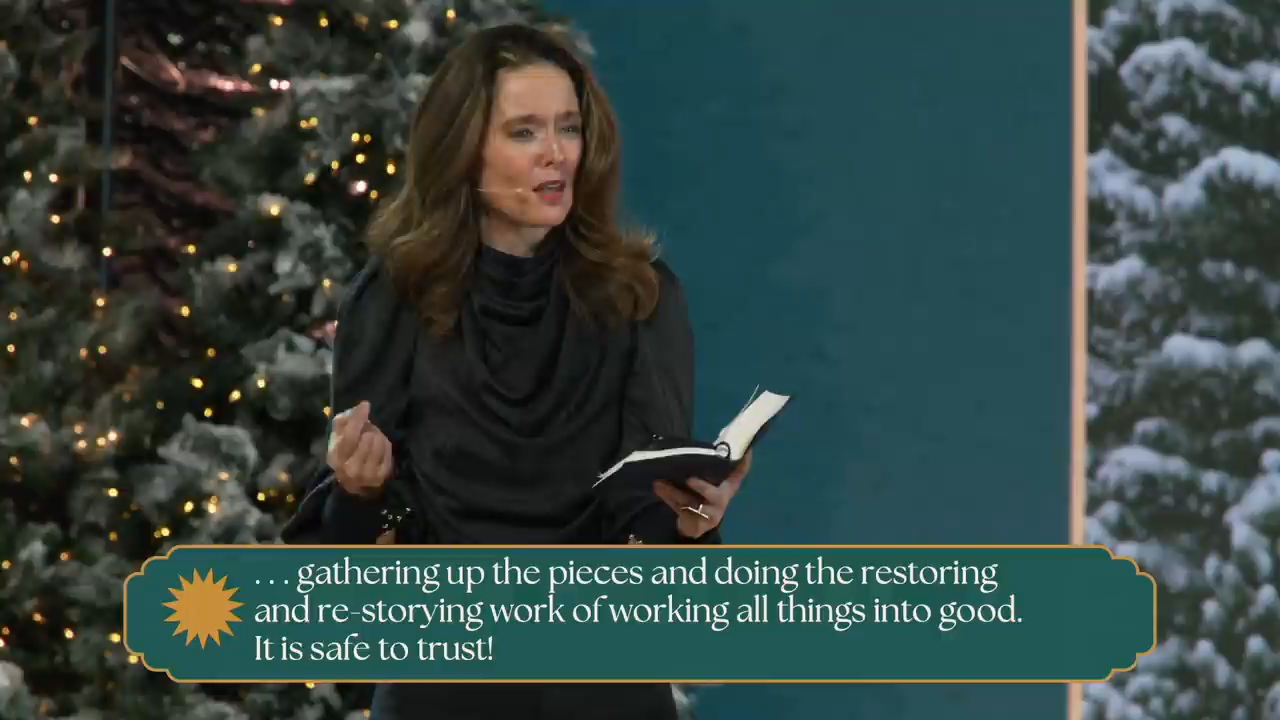 . . . gathering up the pieces and doing the restoring
and re-storying work of working all things into good.
It is safe to trust!